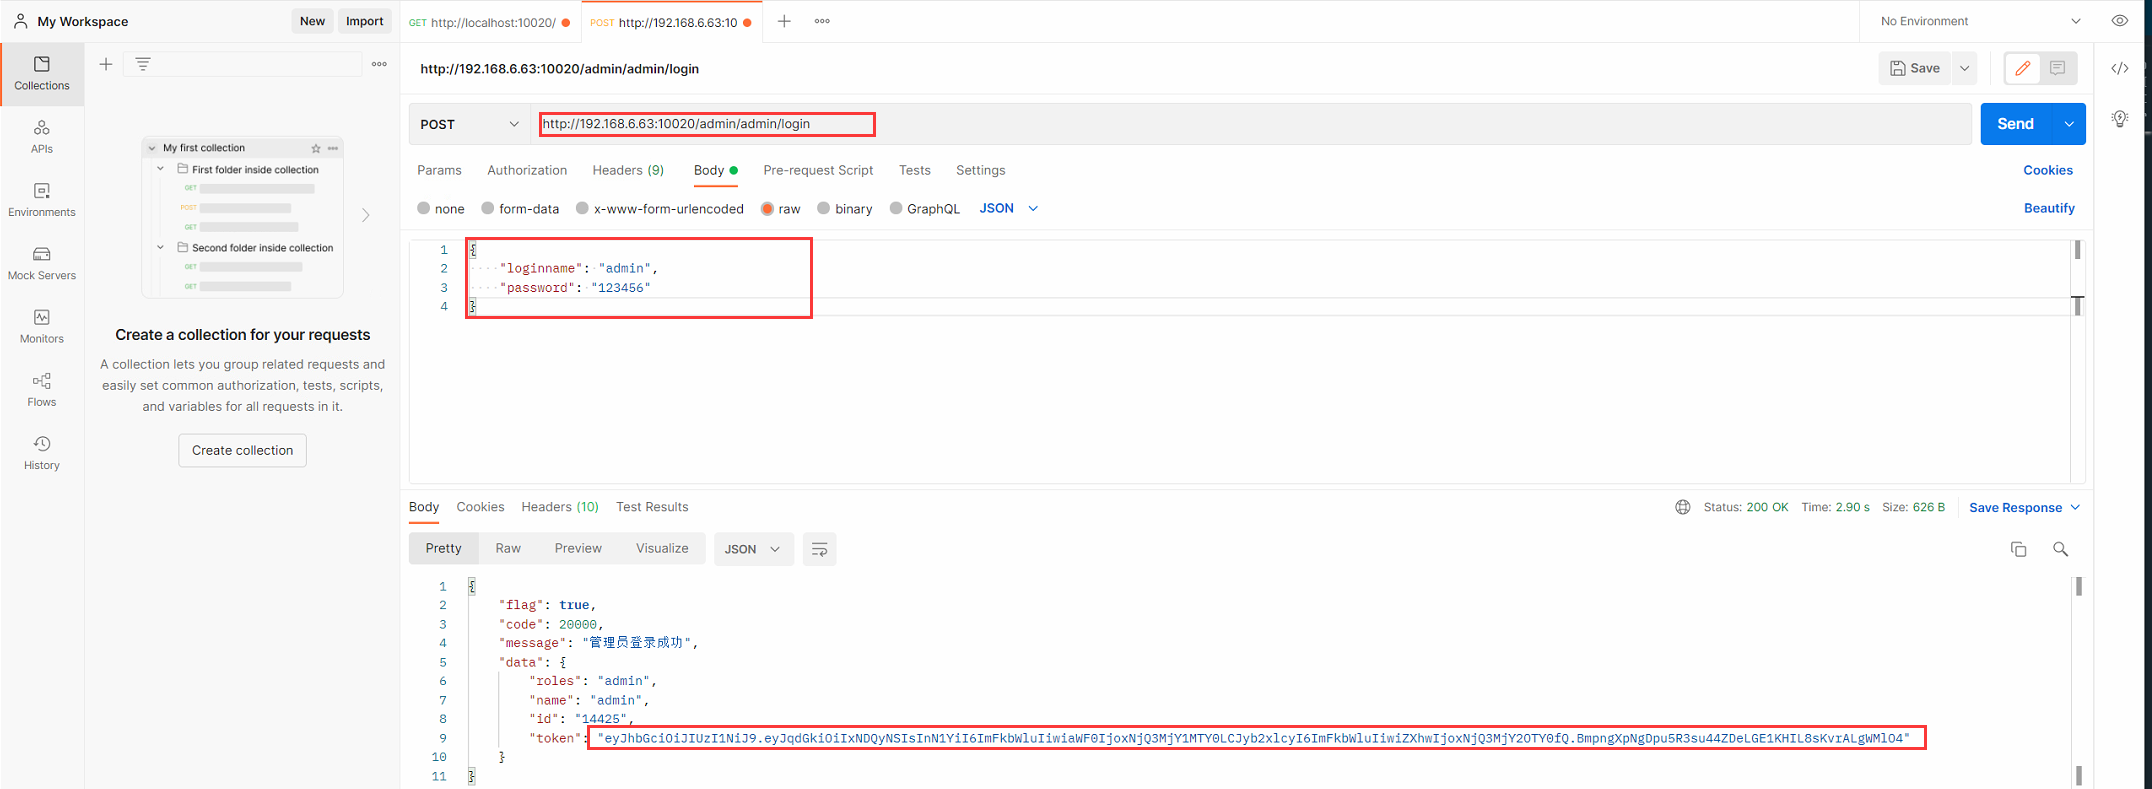 My Workspace
New
Import
GET http://localhost:10020/
POST http://192.168.6.63:10
No Environment
Collections
APIs
Environments
Mock Servers
Monitors
Flows
History
My first collection
First folder inside collection
GET
POST
GET
Second folder inside collection
GET
GET
Create a collection for your requests
A collection lets you group related requests and
easily set common authorization, tests, scripts,
and variables for all requests in it.
Create collection
http://192.168.6.63:10020/admin/admin/login
Save
POST
http://192.168.6.63:10020/admin/admin/login
Send
Params Authorization Headers (9) Body Pre-request Script Tests Settings
Cookies
none form-data x-www-form-urlencoded raw binary GraphQL JSON
Beautify
1 {
2 "loginname": "admin",
3 "password": "123456"
4 }
Body Cookies Headers (10) Test Results
Status: 200 OK Time: 2.90 s Size: 626 B
Save Response
Pretty Raw Preview Visualize JSON
1 {
2 "flag": true,
3 "code": 20000,
4 "message": "管理员登录成功",
5 "data": {
6 "roles": "admin",
7 "name": "admin",
8 "id": "14425",
9 "token": "eyJhbGciOiJIUzI1NiJ9.eyJqdGkiOiIxNDQyNSIsInN1YiI6ImFkbWluIiwiaWF0IjoxNjQ3MjY1MTY0LCJyb2xlcyI6ImFkbWluIiwiZXhwIjoxNjQ3MjY2OTY0fQ.BmpngXpNgDpu5R3su44ZDeLGE1KHIL8sKvrALgWMlO4"
10 }
11 }